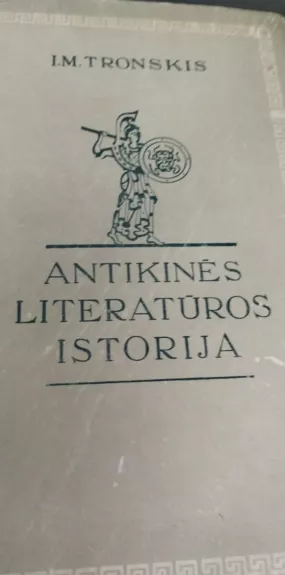 I.M.TRONSKIS
ANTIKINĖS
LITERATŪROS
ISTORIJA